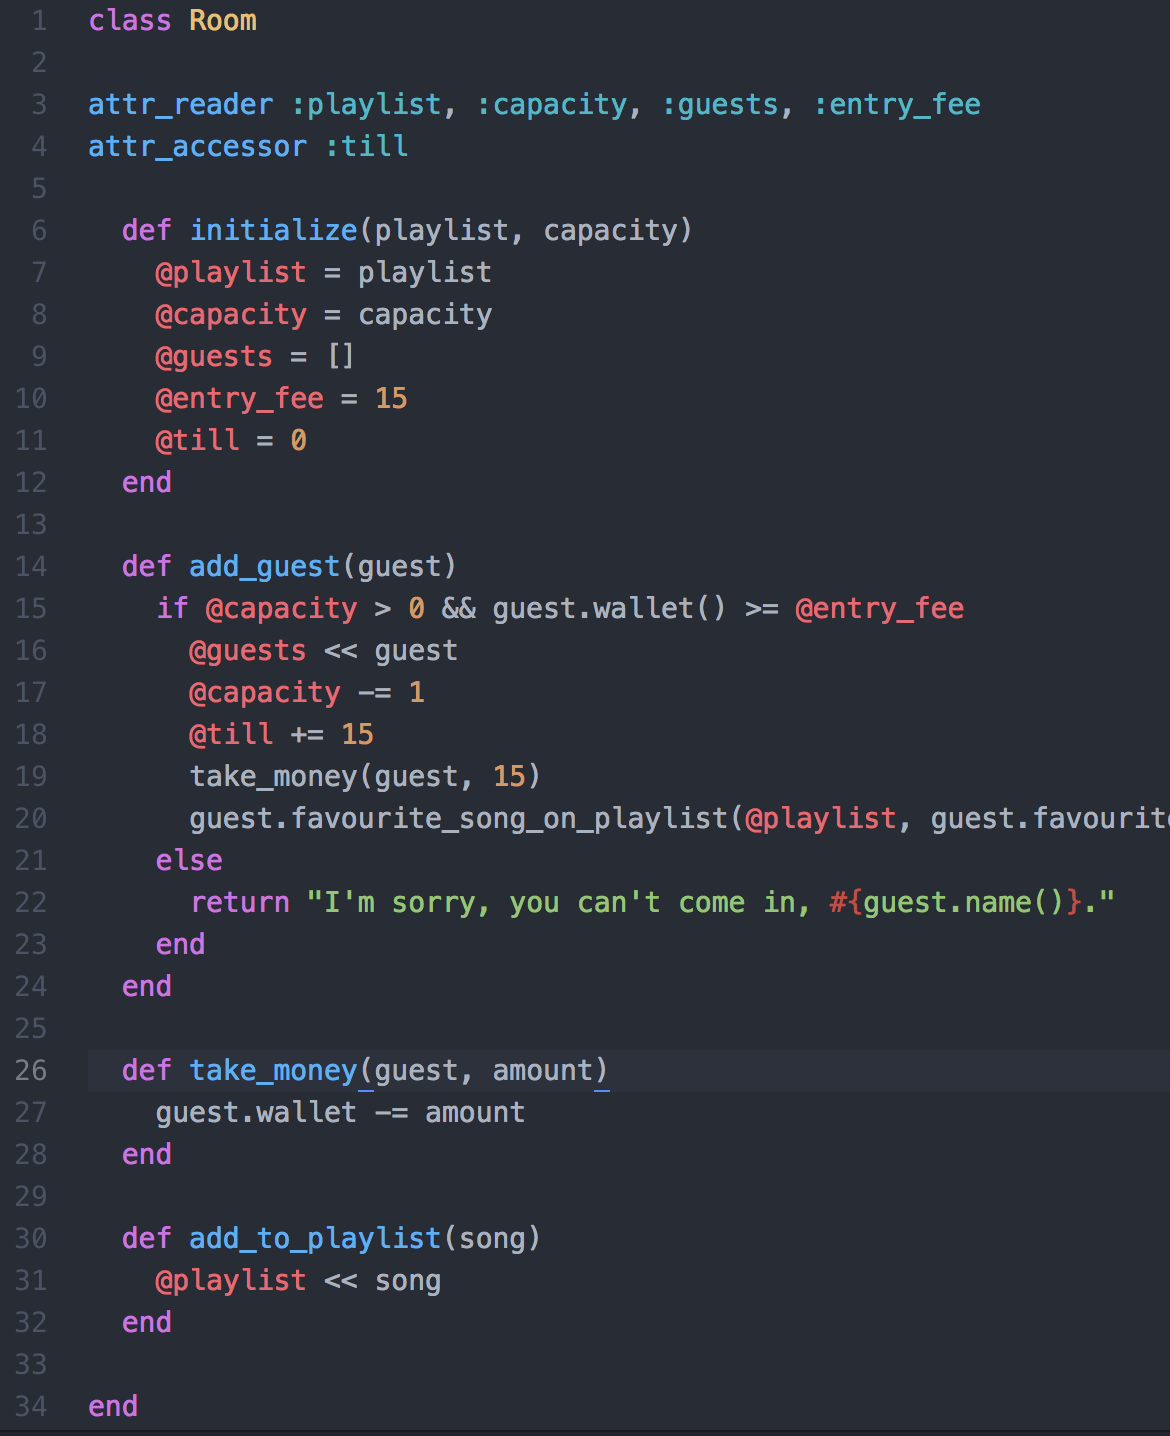 1 class Room
2
3 attr_reader :playlist, :capacity, :guests, :entry_fee
4 attr_accessor :till
5
6 def initialize(playlist, capacity)
7 @playlist = playlist
8 @capacity = capacity
9 @guests = []
10 @entry_fee = 15
11 @till = 0
12 end
13
14 def add_guest(guest)
15 if @capacity > 0 && guest.wallet() >= @entry_fee
16 @guests << guest
17 @capacity -= 1
18 @till += 15
19 take_money(guest, 15)
20 guest.favourite_song_on_playlist(@playlist, guest.favourite
21 else
22 return "I'm sorry, you can't come in, #{guest.name()}."
23 end
24 end
25
26 def take_money(guest, amount)
27 guest.wallet -= amount
28 end
29
30 def add_to_playlist(song)
31 @playlist << song
32 end
33
34 end